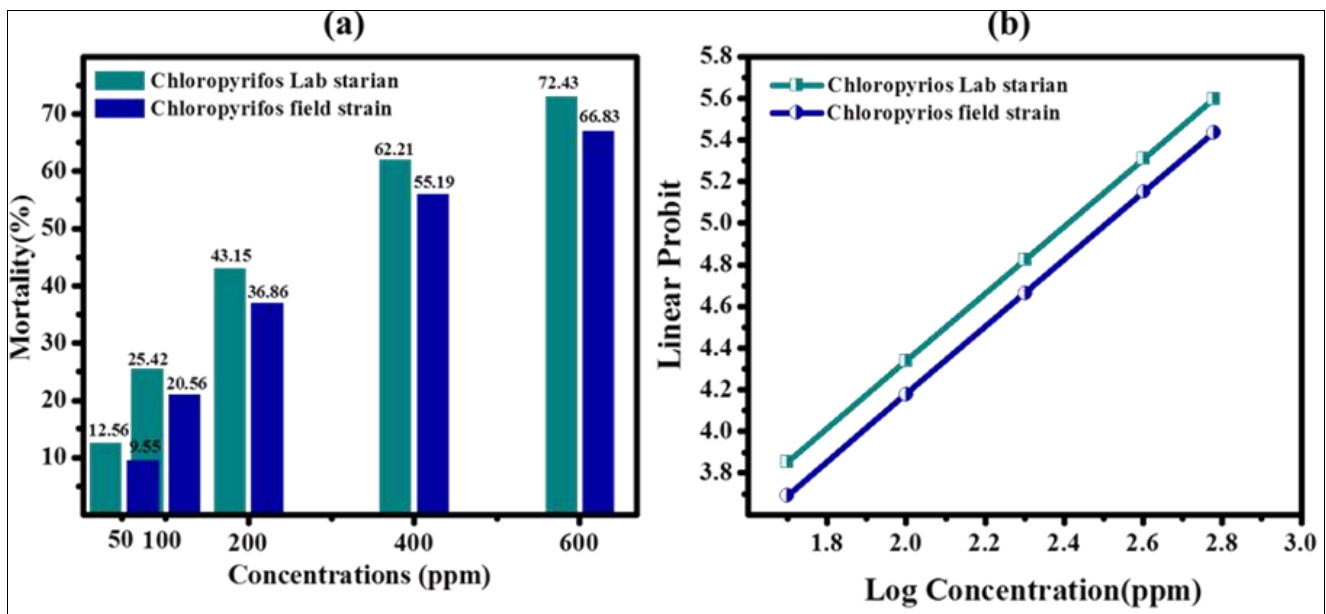 (a)
Chloropyrifos Lab starian
Chloropyrifos field strain
72.43
66.83
62.21
55.19
43.15
36.86
25.42
20.56
12.56
9.55
70
60
50
40
30
20
10
Mortality(%)
50 100 200 400 600
Concentrations (ppm)
(b)
Chloropyrios Lab starian
Chloropyrios field strain
5.8
5.6
5.4
5.2
5.0
4.8
4.6
4.4
4.2
4.0
3.8
Linear Probit
1.8 2.0 2.2 2.4 2.6 2.8 3.0
Log Concentration(ppm)